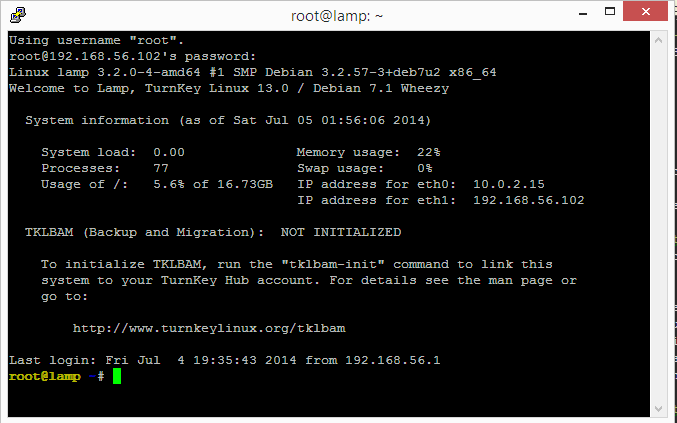 root@lamp: ~
Using username "root".
root@192.168.56.102's password:
Linux lamp 3.2.0-4-amd64 #1 SMP Debian 3.2.57-3+deb7u2 x86_64
Welcome to Lamp, TurnKey Linux 13.0 / Debian 7.1 Wheezy
System information (as of Sat Jul 05 01:56:06 2014)
System load:  0.00                 Memory usage:  22%
Processes:    77                   Swap usage:    0%
Usage of /:   5.6% of 16.73GB   IP address for eth0:  10.0.2.15
IP address for eth1:  192.168.56.102
TKLBAM (Backup and Migration):  NOT INITIALIZED
To initialize TKLBAM, run the "tklbam-init" command to link this
system to your TurnKey Hub account. For details see the man page or
go to:
http://www.turnkeylinux.org/tklbam
Last login: Fri Jul  4 19:35:43 2014 from 192.168.56.1
root@lamp ~#